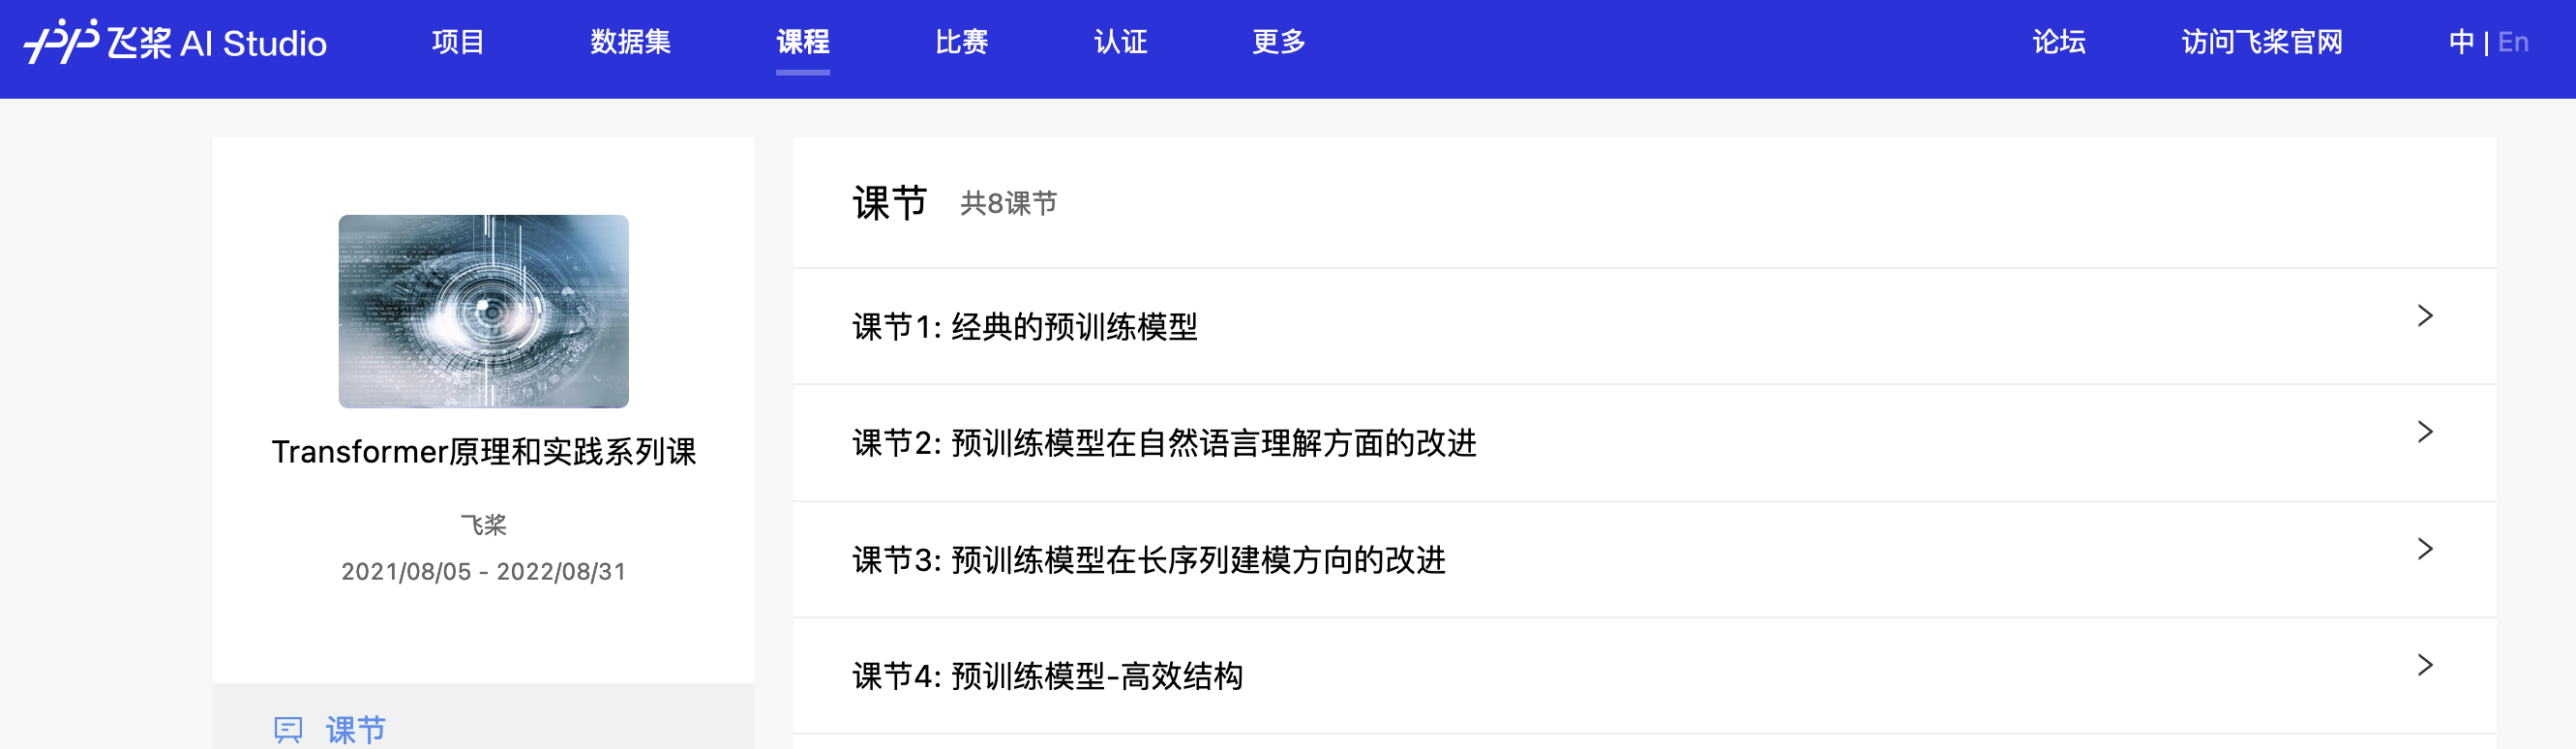 飞桨 AI Studio 项目 数据集 课程 比赛 认证 更多 论坛 访问飞桨官网 中 | En
Transformer原理和实践系列课
飞桨
2021/08/05 - 2022/08/31
课节
课节 共8课节
课节1: 经典的预训练模型
课节2: 预训练模型在自然语言理解方面的改进
课节3: 预训练模型在长序列建模方向的改进
课节4: 预训练模型-高效结构